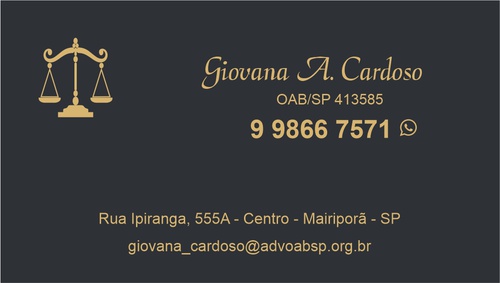 Giovana A. Cardoso
OAB/SP 413585
9 9866 7571
Rua Ipiranga, 555A - Centro - Mairiporã - SP
giovana_cardoso@advoabsp.org.br